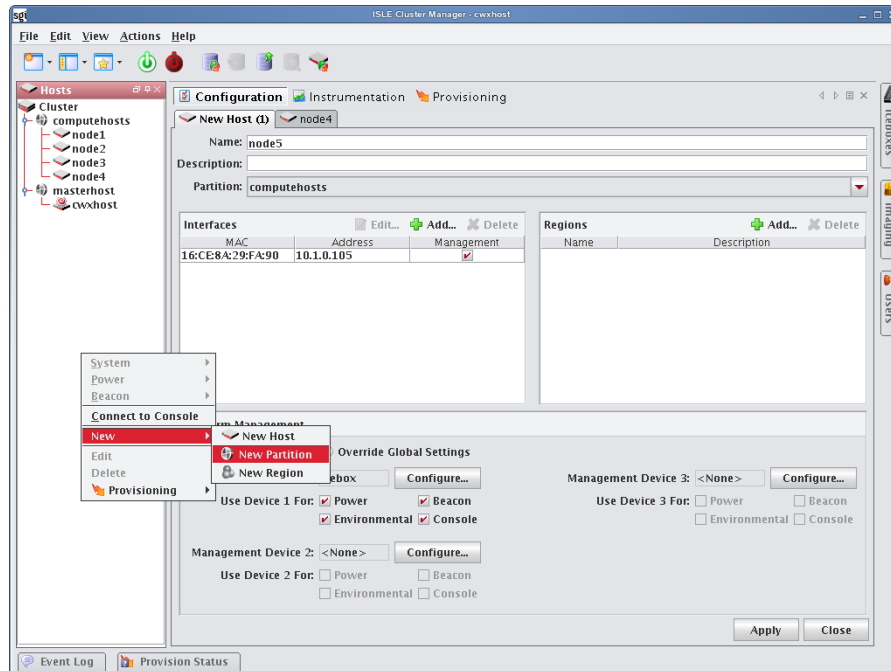 sgi
ISLE Cluster Manager - cwxhost
File Edit View Actions Help
Hosts
Cluster
computehosts
node1
node2
node3
node4
masterhost
cwxhost
Configuration Instrumentation Provisioning
New Host (1) node4
Name: node5
Description:
Partition: computehosts
Interfaces Edit... Add... Delete
MAC Address Management
16:CE:8A:29:FA:90 10.1.0.105
Regions Add... Delete
Name Description
Iceboxes
Imaging
Users
System
Power
Beacon
Connect to Console
New
Edit
Delete
Provisioning
New Host
New Partition
New Region
Management
Override Global Settings
Configure...
Use Device 1 For: Power Beacon
Environmental Console
Management Device 2: <None> Configure...
Use Device 2 For: Power Beacon
Environmental Console
Management Device 3: <None> Configure...
Use Device 3 For: Power Beacon
Environmental Console
Apply Close
Event Log Provision Status